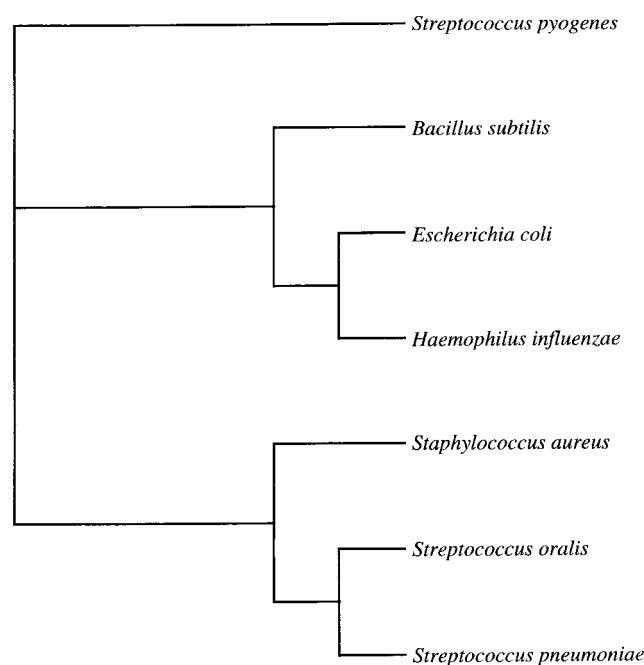 Streptococcus pyogenes
Bacillus subtilis
Escherichia coli
Haemophilus influenzae
Staphylococcus aureus
Streptococcus oralis
Streptococcus pneumoniae